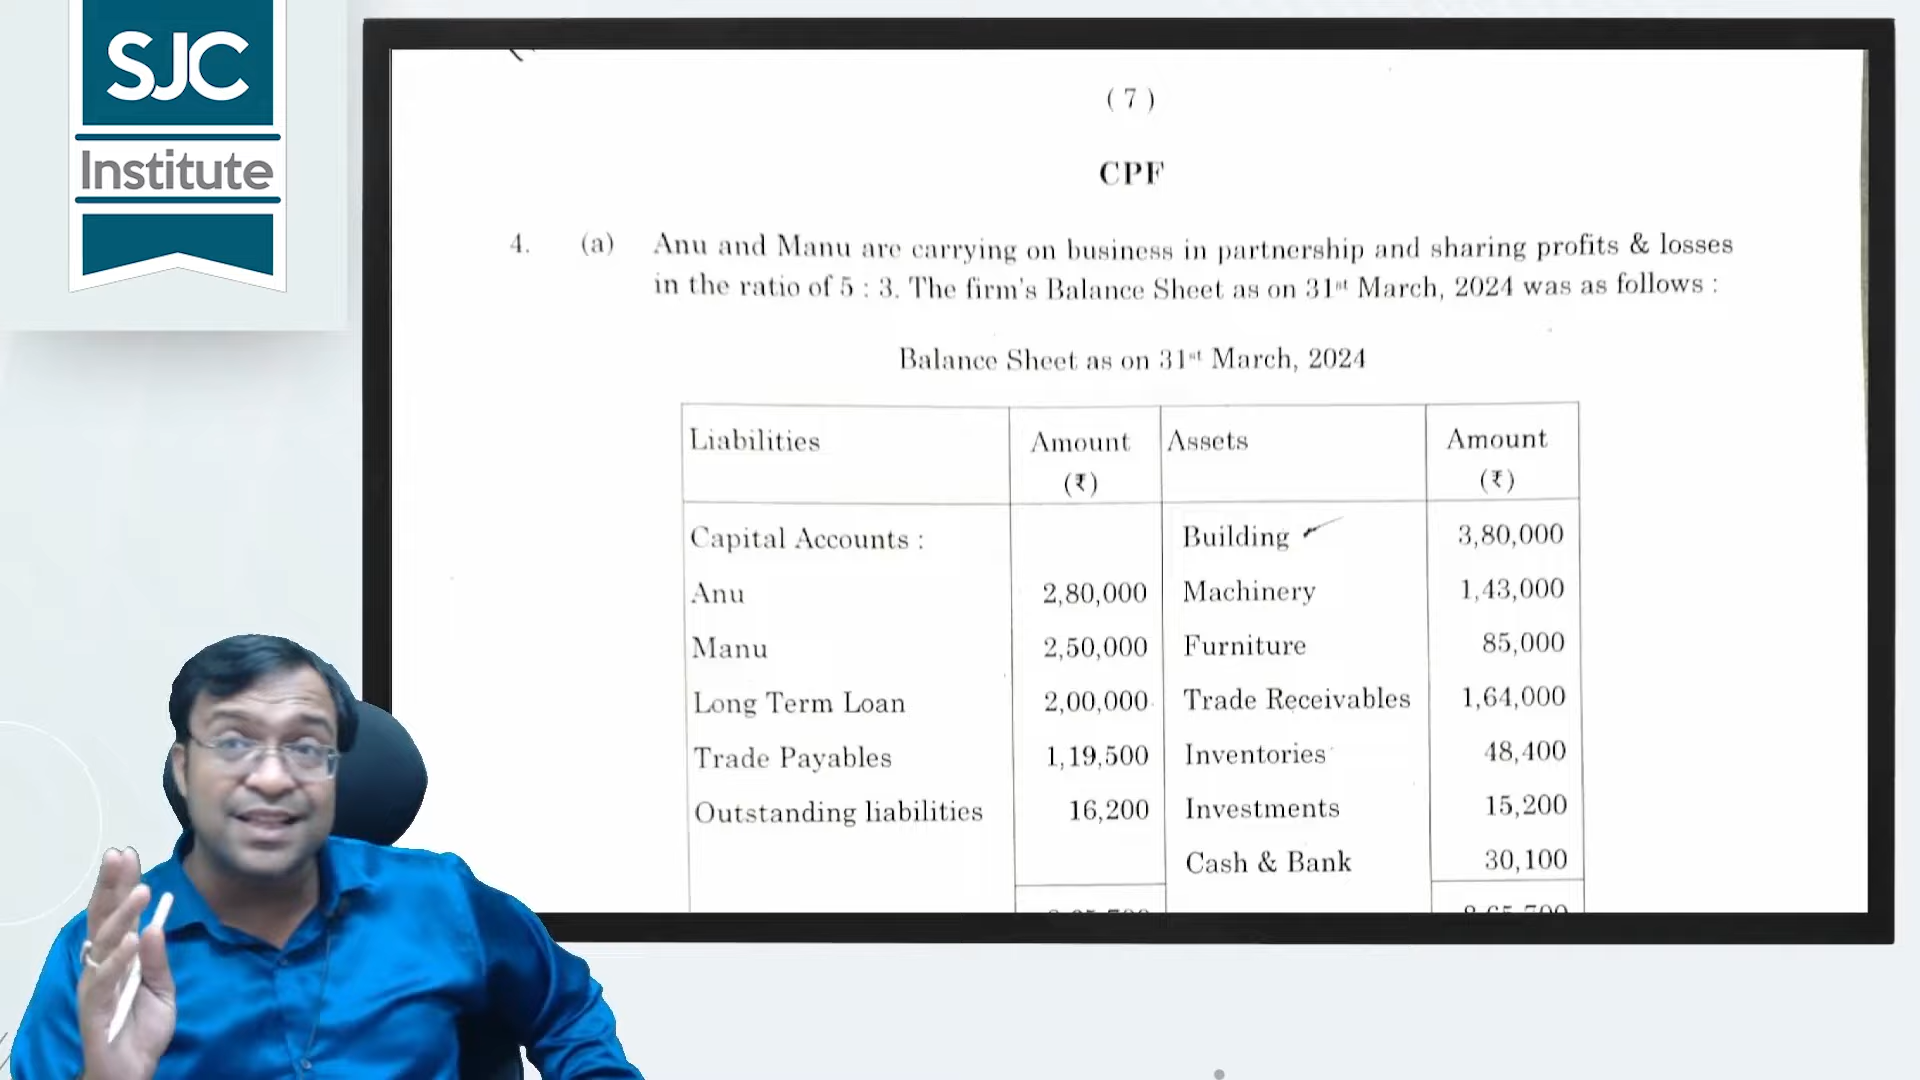 SJC
Institute
( 7 )
CPF
4. (a) Anu and Manu are carrying on business in partnership and sharing profits & losses
in the ratio of 5 : 3. The firm's Balance Sheet as on 31st March, 2024 was as follows :
Balance Sheet as on 31st March, 2024
Liabilities Amount Assets Amount
(₹) (₹)
Capital Accounts : Building 3,80,000
Anu 2,80,000 Machinery 1,43,000
Manu 2,50,000 Furniture 85,000
Long Term Loan 2,00,000 Trade Receivables 1,64,000
Trade Payables 1,19,500 Inventories 48,400
Outstanding liabilities 16,200 Investments 15,200
Cash & Bank 30,100